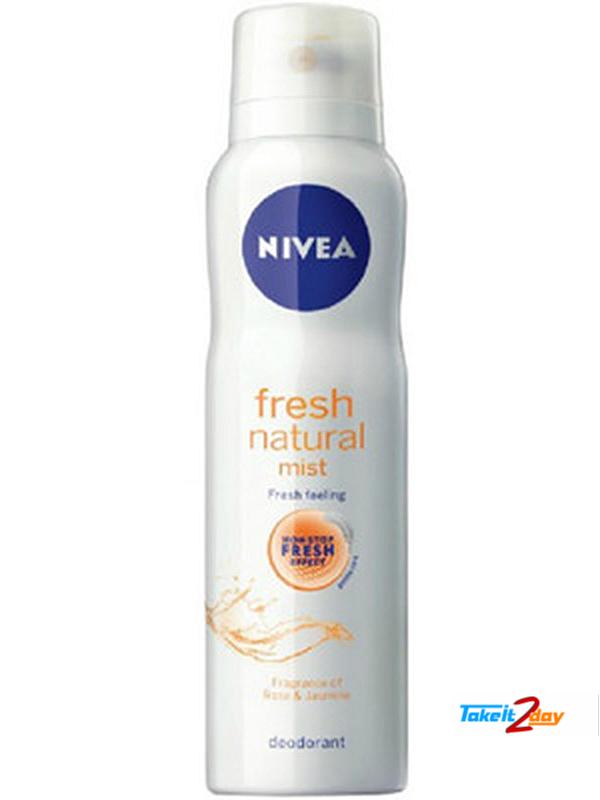 NIVEA
fresh
natural
mist
Fresh feeling
NON-STOP
FRESH
EFFECT
Fragrance of
Rose & Jasmine
deodorant
Takeit2day